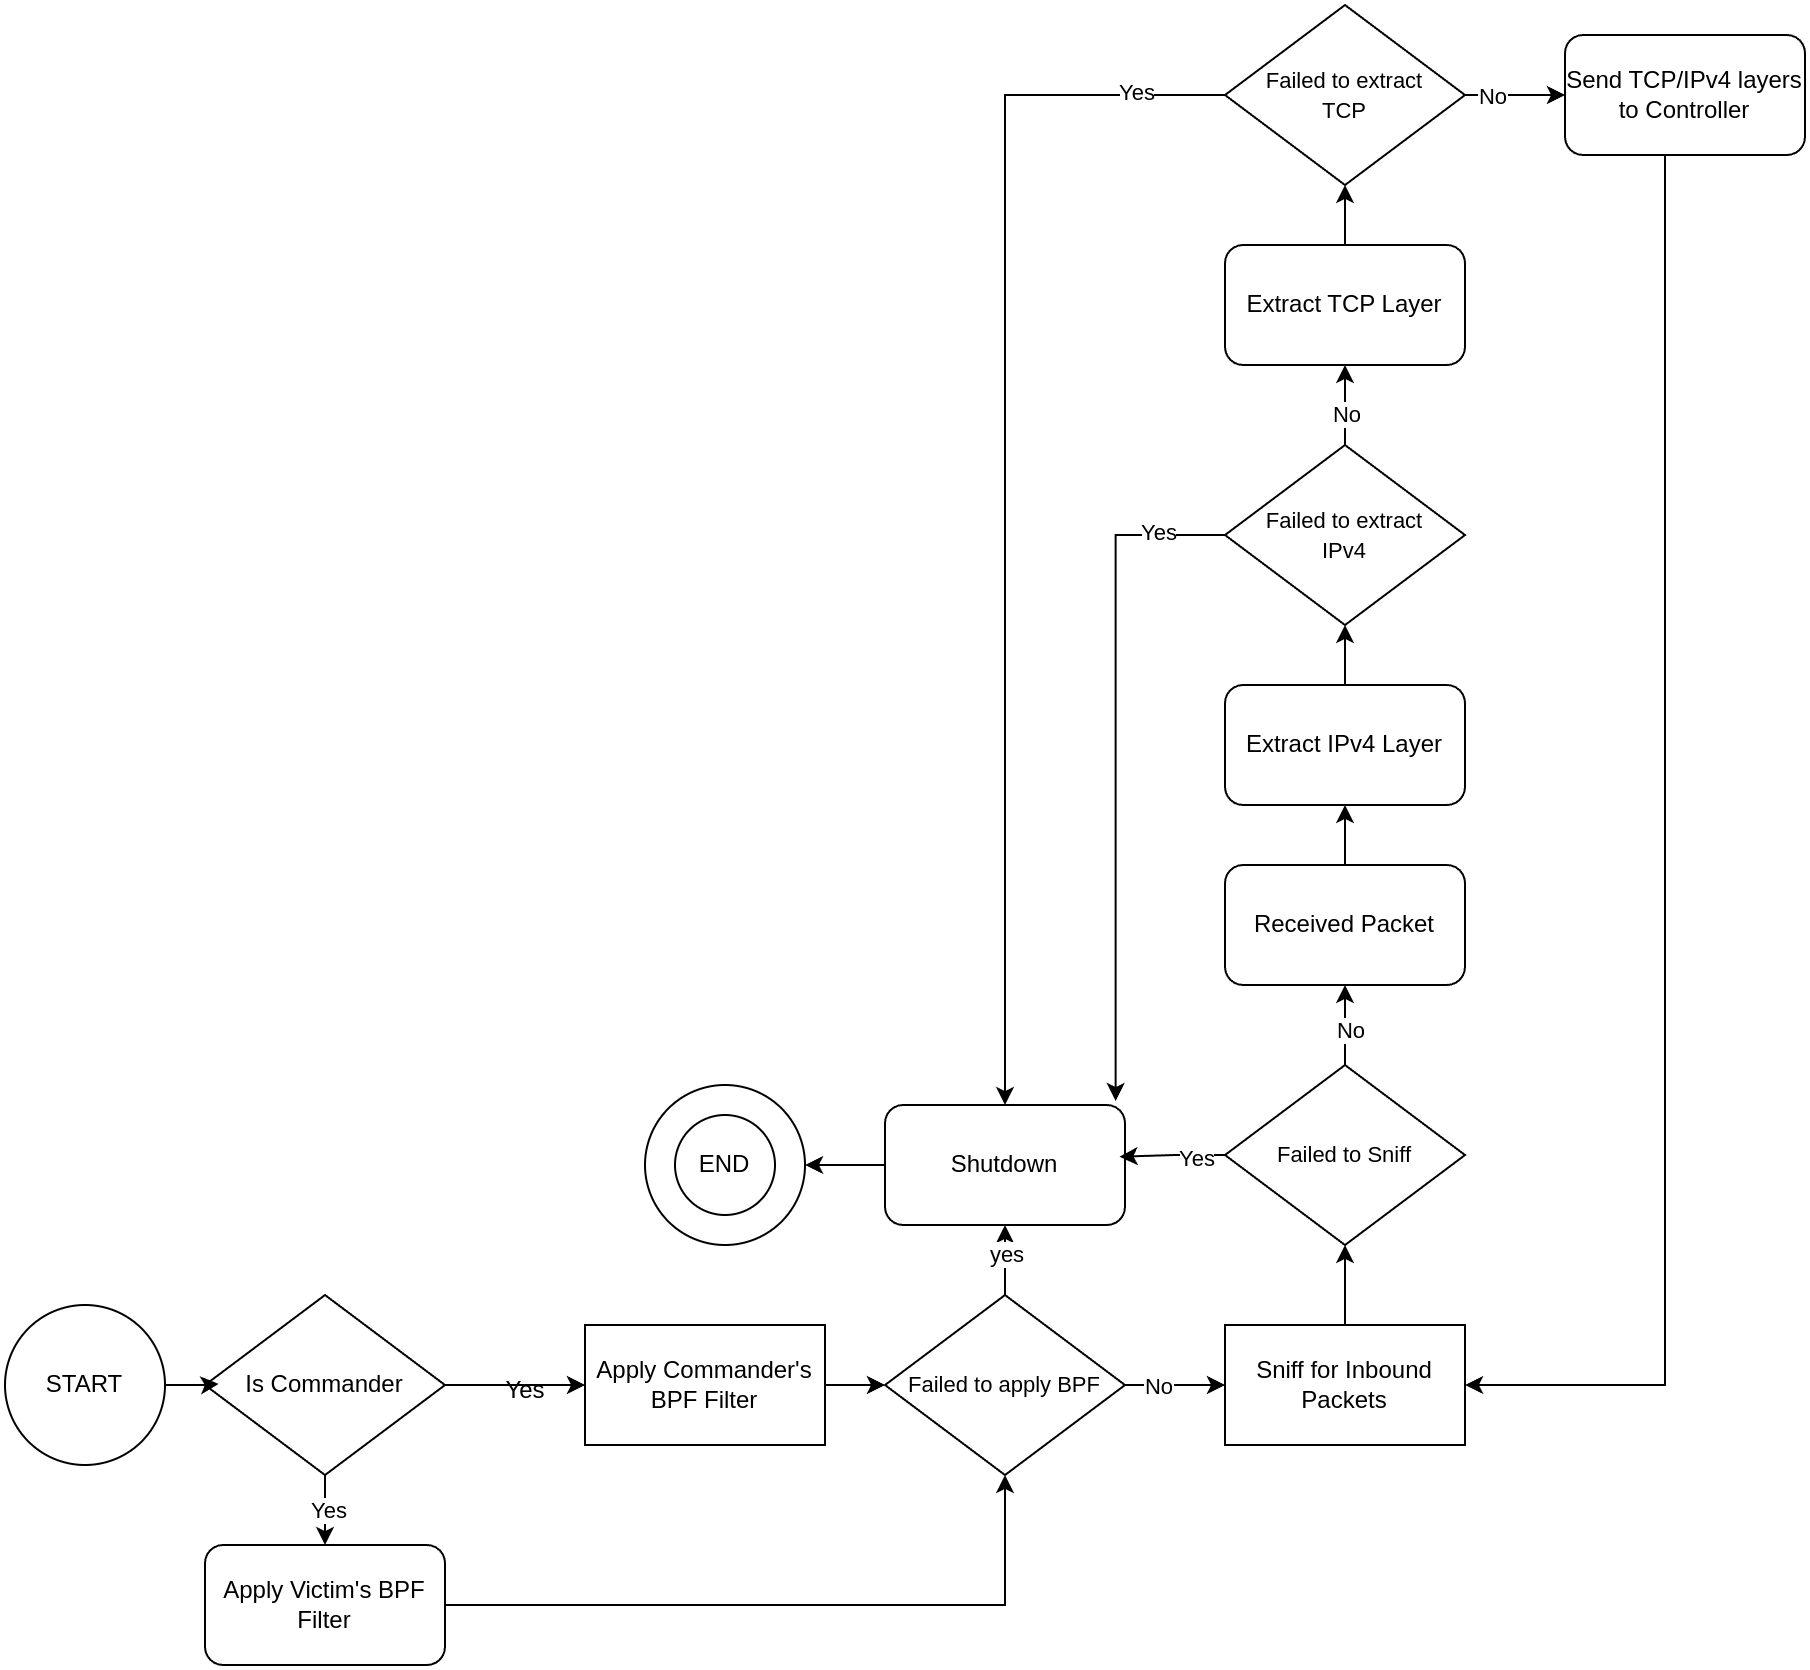 Failed to extract
TCP
Yes
No
Send TCP/IPv4 layers
to Controller
Extract TCP Layer
No
Failed to extract
IPv4
Yes
Extract IPv4 Layer
Received Packet
No
END
Shutdown
Yes
Failed to Sniff
yes
START
Is Commander
Yes
Apply Commander's
BPF Filter
Failed to apply BPF
No
Sniff for Inbound
Packets
Yes
Apply Victim's BPF
Filter